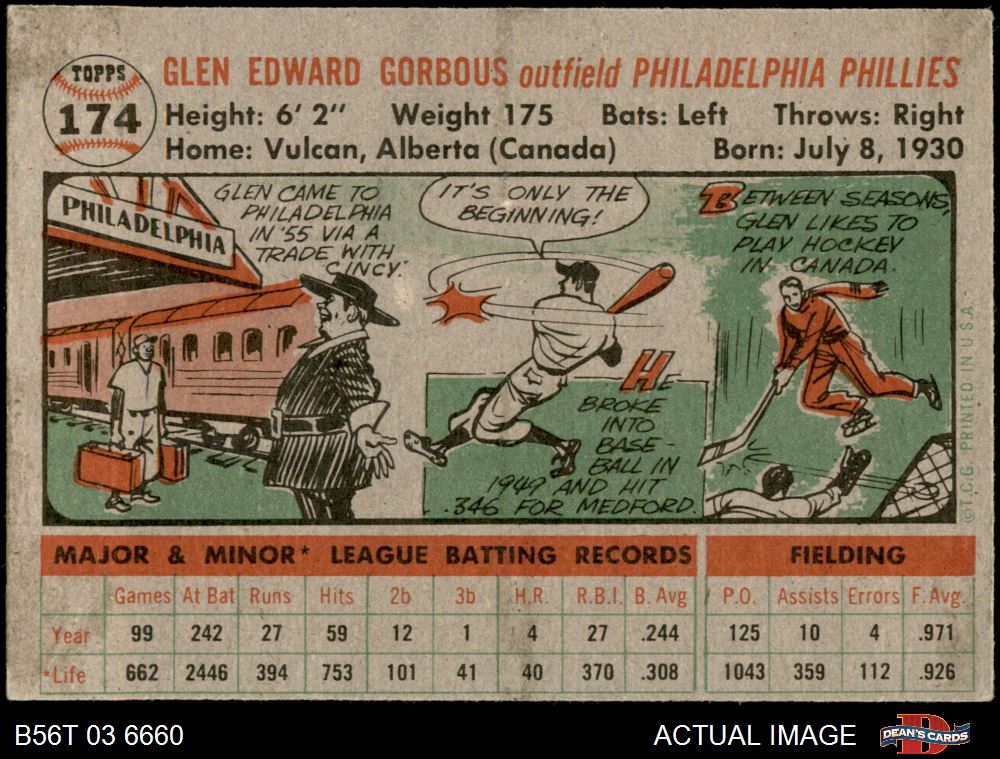 TOPPS
174
GLEN EDWARD GORBOUS outfield PHILADELPHIA PHILLIES
Height: 6' 2" Weight 175 Bats: Left Throws: Right
Home: Vulcan, Alberta (Canada) Born: July 8, 1930
PHILADELPHIA
GLEN CAME TO
PHILADELPHIA
IN '55 VIA A
TRADE WITH
"CINCY."
IT'S ONLY THE
BEGINNING!
HE
BROKE
INTO
BASE-
BALL IN
1949 AND HIT
.346 FOR MEDFORD.
BETWEEN SEASONS,
GLEN LIKES TO
PLAY HOCKEY
IN CANADA.
© T.C.G. PRINTED IN U.S.A.
MAJOR & MINOR* LEAGUE BATTING RECORDS FIELDING
Games At Bat Runs Hits 2b 3b H.R. R.B.I. B. Avg P.O. Assists Errors F. Avg.
Year 99 242 27 59 12 1 4 27 .244 125 10 4 .971
*Life 662 2446 394 753 101 41 40 370 .308 1043 359 112 .926
B56T 03 6660 ACTUAL IMAGE
D
DEAN'S CARDS